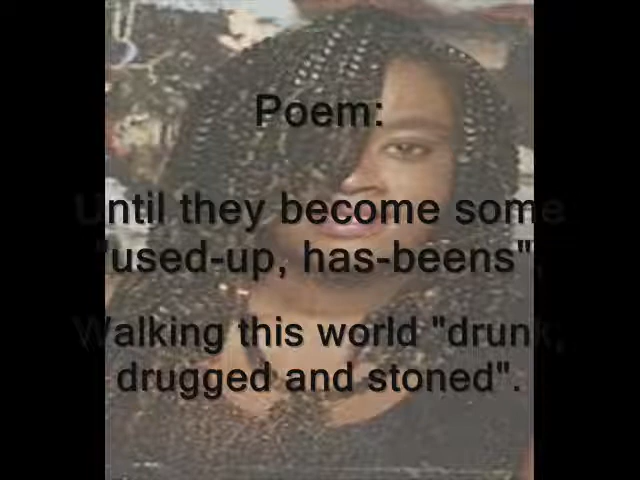 Poem:
Until they become some
"used-up, has-beens",
Walking this world "drunk,
drugged and stoned".